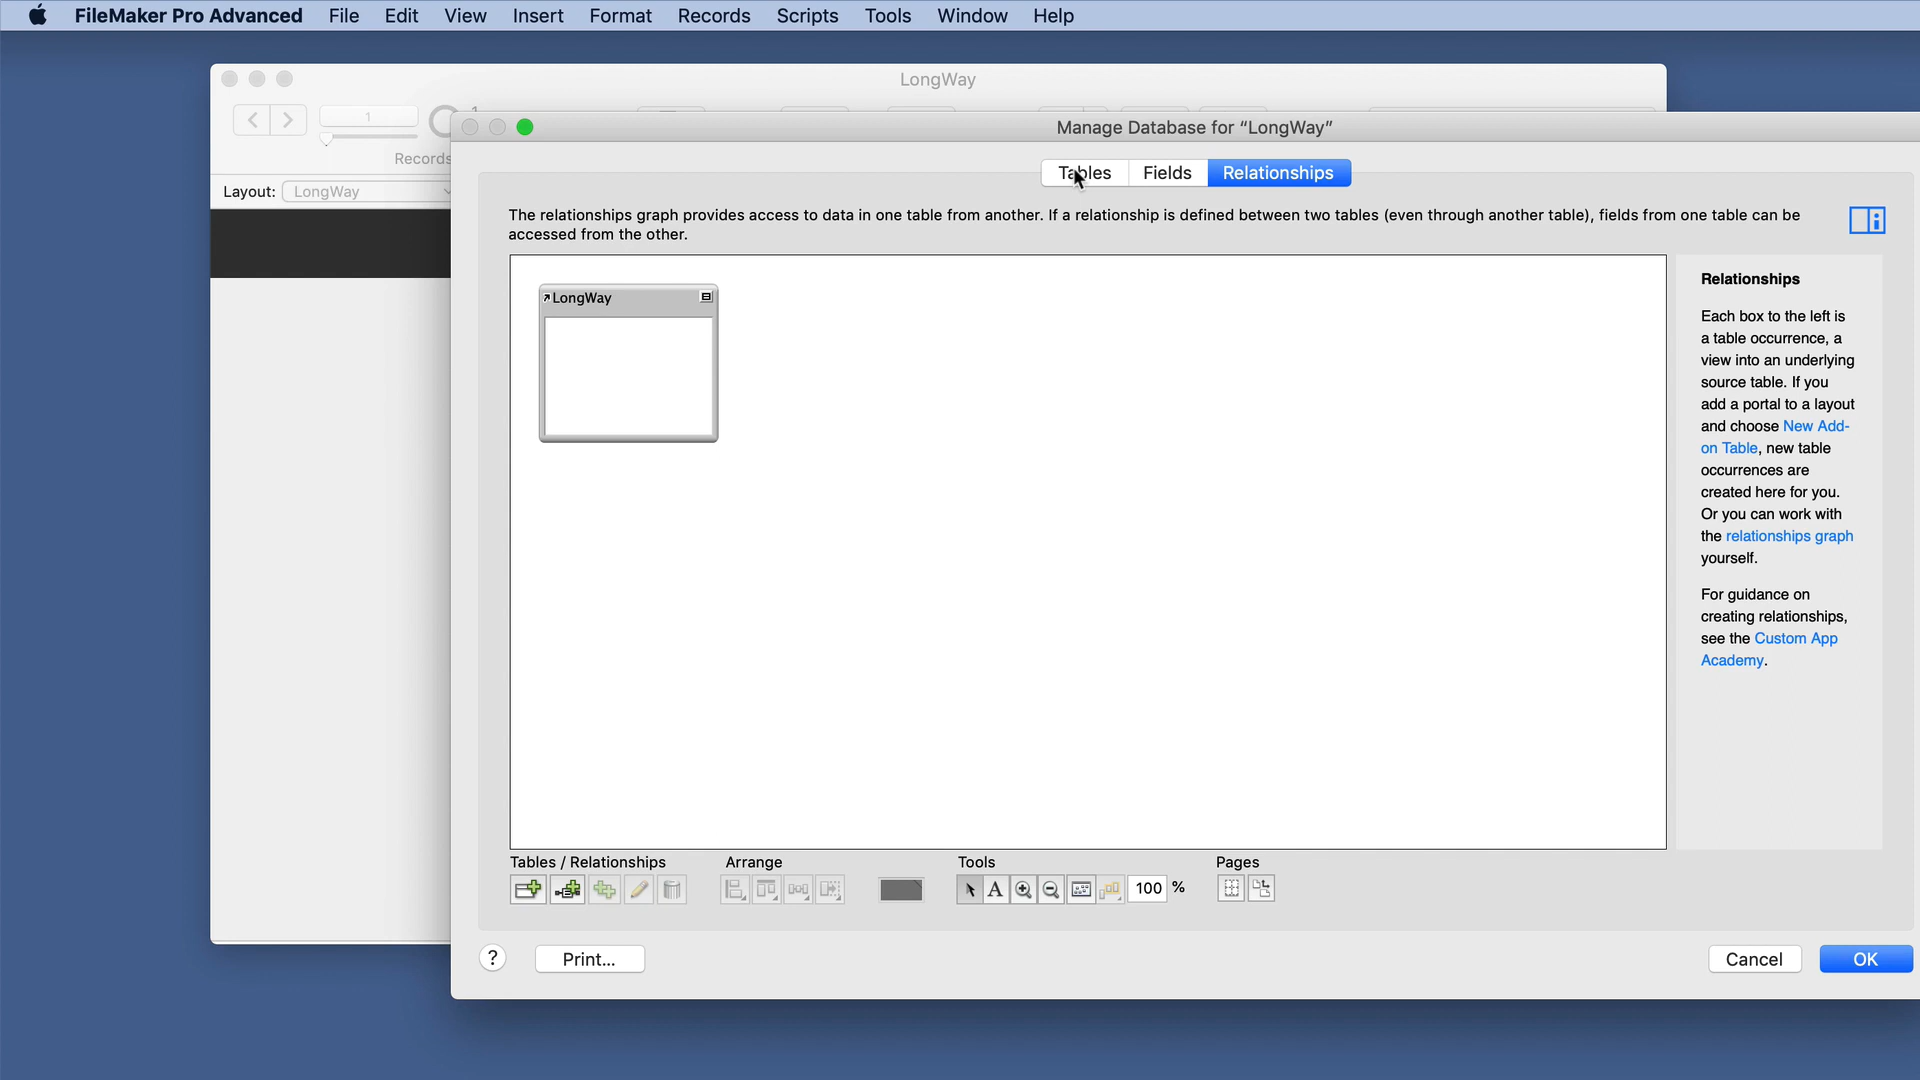 FileMaker Pro Advanced File Edit View Insert Format Records Scripts Tools Window Help
LongWay
1
1
Records
Layout: LongWay
Manage Database for “LongWay”
Tables Fields Relationships
The relationships graph provides access to data in one table from another. If a relationship is defined between two tables (even through another table), fields from one table can be
accessed from the other.
LongWay
Relationships
Each box to the left is
a table occurrence, a
view into an underlying
source table. If you
add a portal to a layout
and choose New Add-
on Table, new table
occurrences are
created here for you.
Or you can work with
the relationships graph
yourself.
For guidance on
creating relationships,
see the Custom App
Academy.
Tables / Relationships Arrange Tools Pages
A 100 %
? Print... Cancel OK